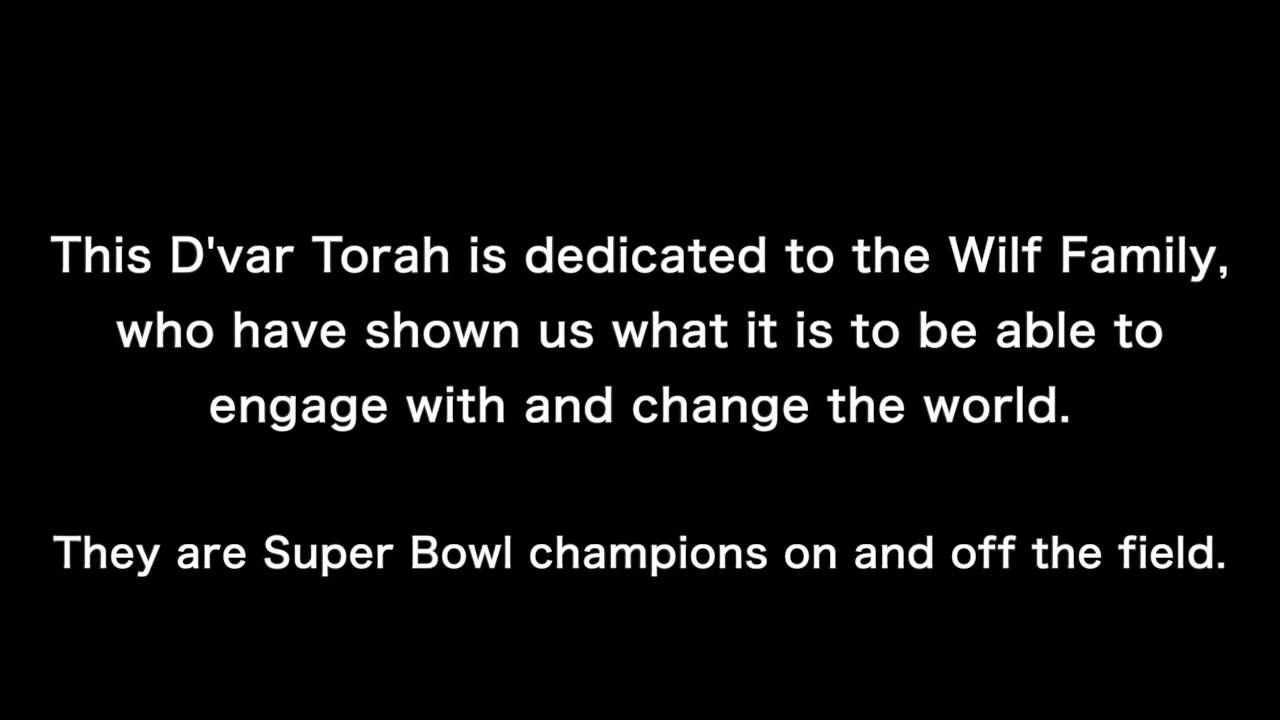 This D'var Torah is dedicated to the Wilf Family,
who have shown us what it is to be able to
engage with and change the world.
They are Super Bowl champions on and off the field.